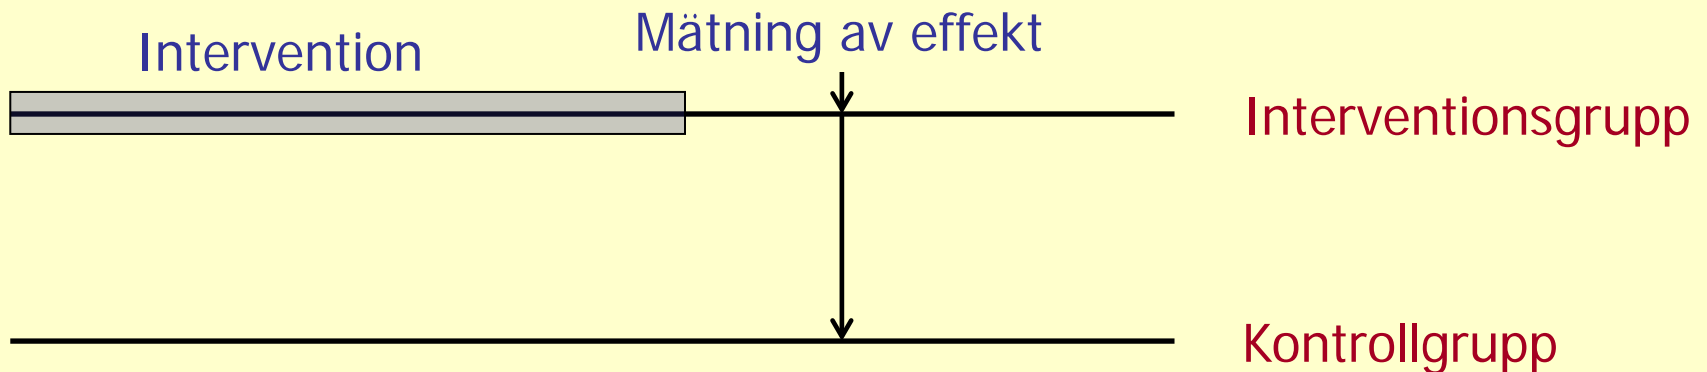 Intervention
Mätning av effekt
Interventionsgrupp
Kontrollgrupp